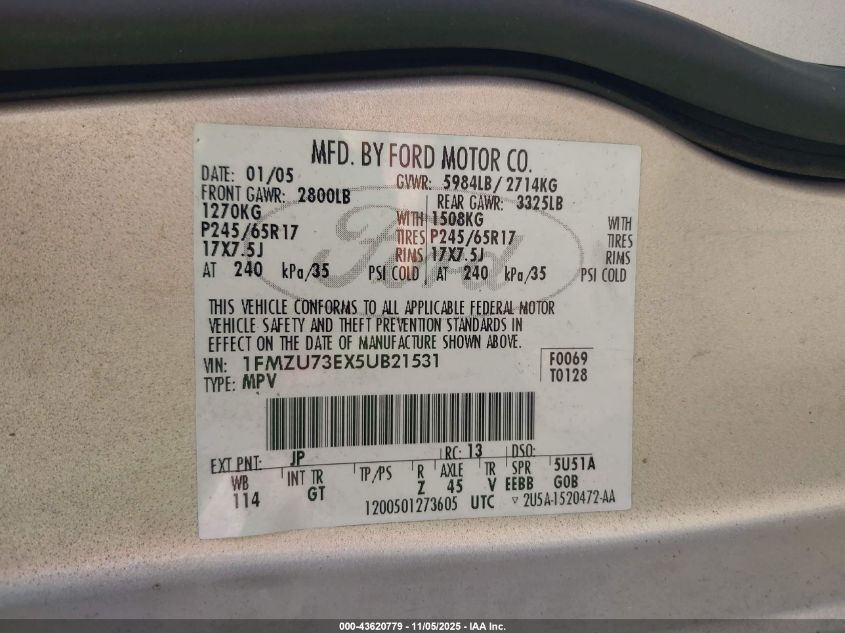 MFD. BY FORD MOTOR CO.
DATE: 01/05 GVWR: 5984LB/2714KG
FRONT GAWR: 2800LB REAR GAWR: 3325LB
1270KG WITH 1508KG WITH
P245/65R17 TIRES P245/65R17 TIRES
17X7.5J RIMS 17X7.5J RIMS
AT 240 kPa/35 PSI COLD AT 240 kPa/35 PSI COLD
Ford
THIS VEHICLE CONFORMS TO ALL APPLICABLE FEDERAL MOTOR
VEHICLE SAFETY AND THEFT PREVENTION STANDARDS IN
EFFECT ON THE DATE OF MANUFACTURE SHOWN ABOVE.
VIN: 1FMZU73EX5UB21531 F0069
TYPE: MPV T0128
EXT PNT: JP RC: 13 DSO:
WB INT TR TP/PS R AXLE TR SPR 5U51A
114 GT Z 45 V EEBB GOB
1200501273605 UTC ▽ 2U5A-1520472-AA
000-43620779 - 11/05/2025 - IAA Inc.